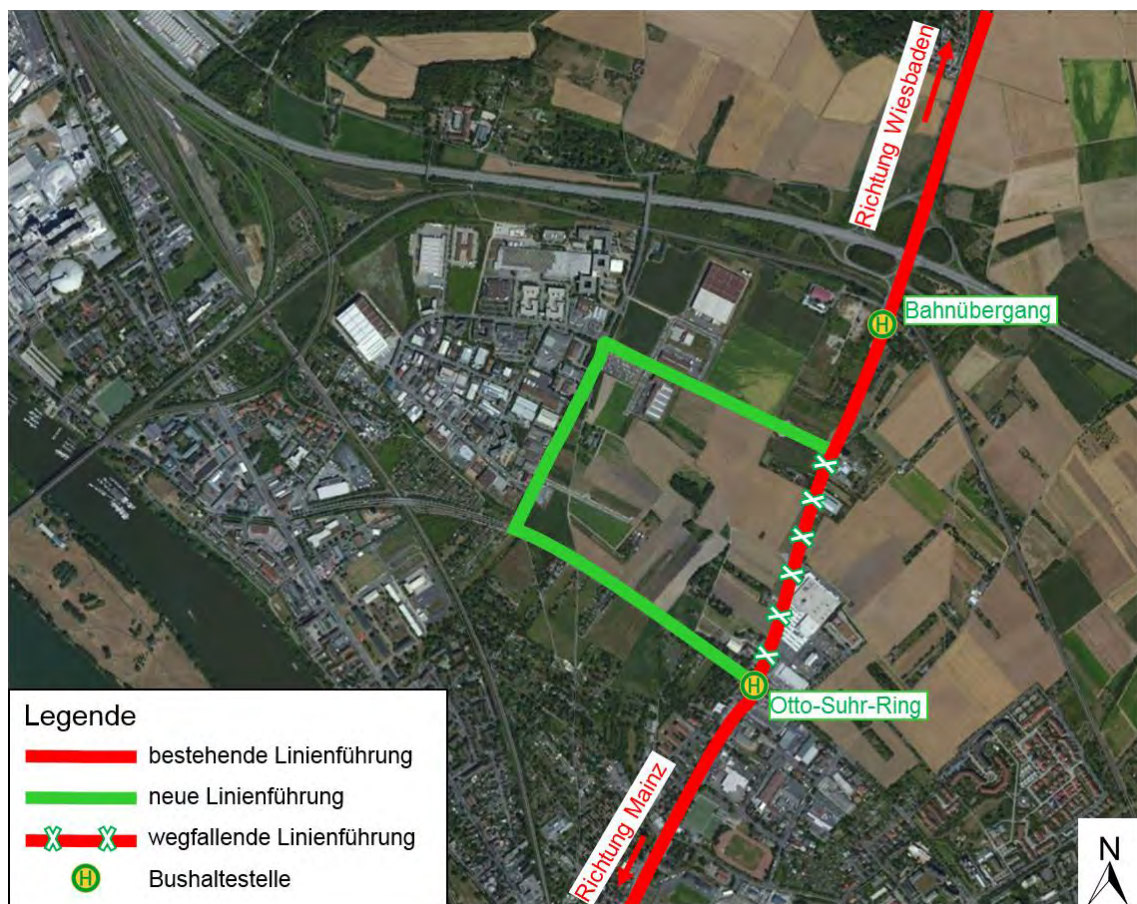 Richtung Wiesbaden
H
Bahnübergang
H
Otto-Suhr-Ring
Richtung Mainz
Legende
bestehende Linienführung
neue Linienführung
X X
wegfallende Linienführung
H
Bushaltestelle
N